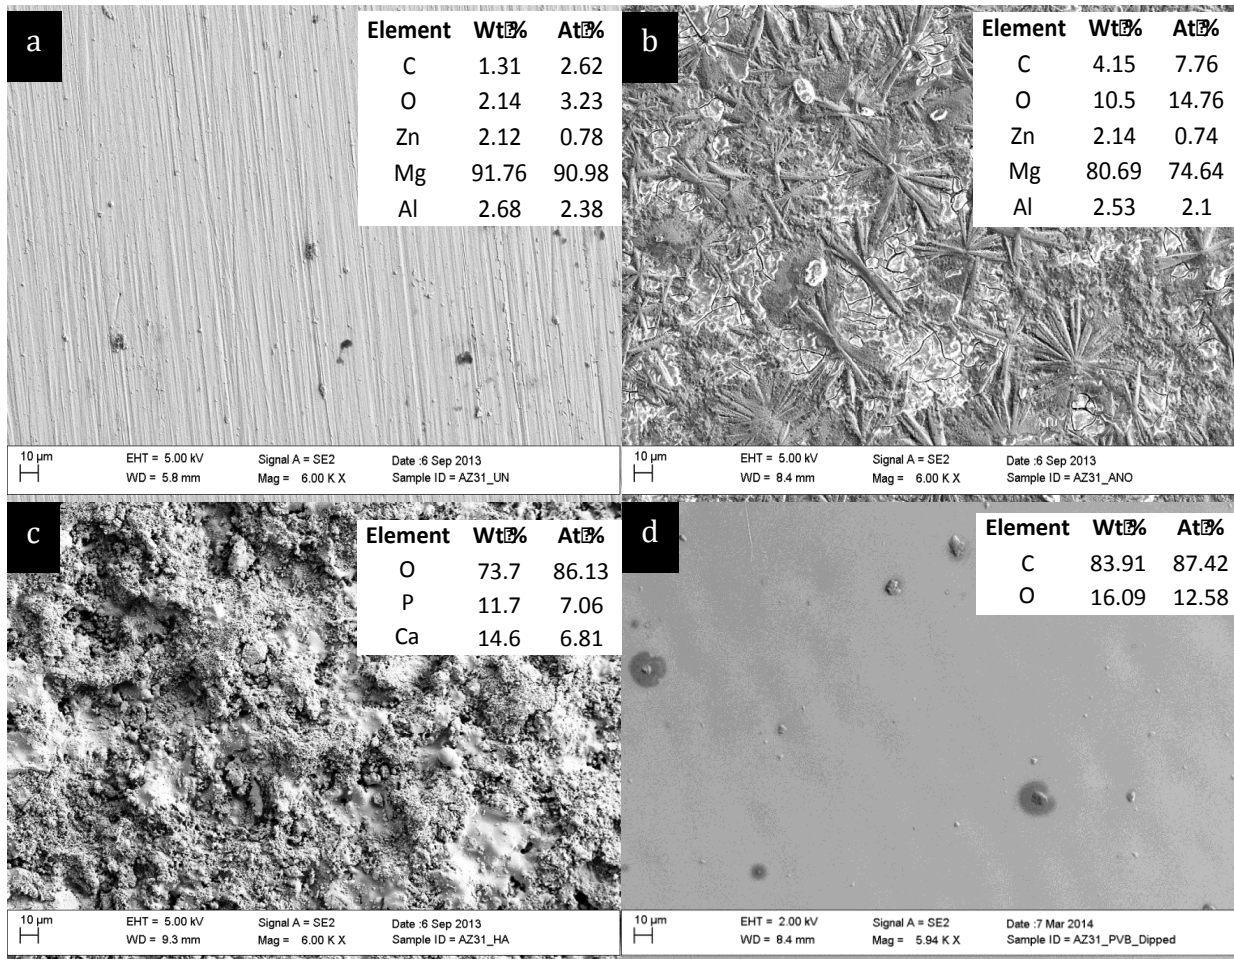 a
Element Wt�% At�%
C 1.31 2.62
O 2.14 3.23
Zn 2.12 0.78
Mg 91.76 90.98
Al 2.68 2.38
10 µm EHT = 5.00 kV Signal A = SE2 Date :6 Sep 2013
WD = 5.8 mm Mag = 6.00 K X Sample ID = AZ31_UN
b
Element Wt�% At�%
C 4.15 7.76
O 10.5 14.76
Zn 2.14 0.74
Mg 80.69 74.64
Al 2.53 2.1
10 µm EHT = 5.00 kV Signal A = SE2 Date :6 Sep 2013
WD = 8.4 mm Mag = 6.00 K X Sample ID = AZ31_ANO
c
Element Wt�% At�%
O 73.7 86.13
P 11.7 7.06
Ca 14.6 6.81
10 µm EHT = 5.00 kV Signal A = SE2 Date :6 Sep 2013
WD = 9.3 mm Mag = 6.00 K X Sample ID = AZ31_HA
d
Element Wt�% At�%
C 83.91 87.42
O 16.09 12.58
10 µm EHT = 2.00 kV Signal A = SE2 Date :7 Mar 2014
WD = 8.4 mm Mag = 5.94 K X Sample ID = AZ31_PVB_Dipped